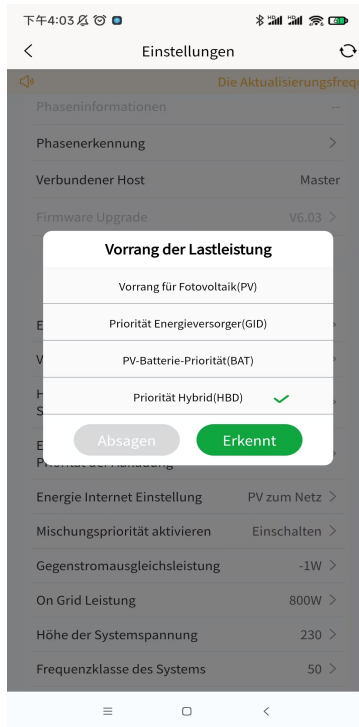 下午4:03
Einstellungen
Die Aktualisierungsfreq
Phaseninformationen --
Phasenerkennung
Verbundener Host Master
Firmware Upgrade V6.03
Vorrang der Lastleistung
Vorrang für Fotovoltaik(PV)
E Priorität Energieversorger(GID)
V PV-Batterie-Priorität(BAT)
H Priorität Hybrid(HBD)
S
E Absagen Erkennt
Energie Internet Einstellung PV zum Netz
Mischungspriorität aktivieren Einschalten
Gegenstromausgleichsleistung -1W
On Grid Leistung 800W
Höhe der Systemspannung 230
Frequenzklasse des Systems 50